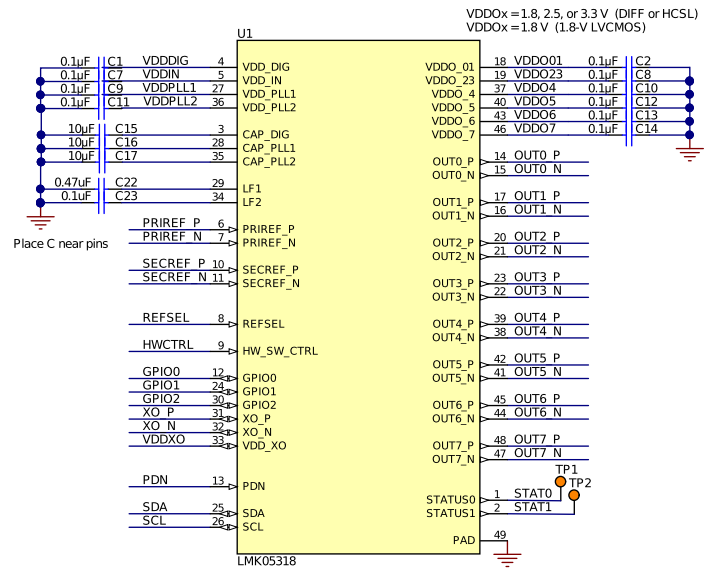 VDDOx = 1.8, 2.5, or 3.3 V (DIFF or HCSL)
VDDOx = 1.8 V (1.8-V LVCMOS)
U1
0.1µF C1 VDDDIG 4 VDD_DIG
0.1µF C7 VDDIN 5 VDD_IN
0.1µF C9 VDDPLL1 27 VDD_PLL1
0.1µF C11 VDDPLL2 36 VDD_PLL2
10µF C15 3 CAP_DIG
10µF C16 28 CAP_PLL1
10µF C17 35 CAP_PLL2
0.47uF C22 29 LF1
0.1uF C23 34 LF2
Place C near pins
PRIREF_P 6 PRIREF_P
PRIREF_N 7 PRIREF_N
SECREF_P 10 SECREF_P
SECREF_N 11 SECREF_N
REFSEL 8 REFSEL
HWCTRL 9 HW_SW_CTRL
GPIO0 12 GPIO0
GPIO1 24 GPIO1
GPIO2 30 GPIO2
XO_P 31 XO_P
XO_N 32 XO_N
VDDXO 33 VDD_XO
PDN 13 PDN
SDA 25 SDA
SCL 26 SCL
VDDO_01 18 VDDO01 0.1µF C2
VDDO_23 19 VDDO23 0.1µF C8
VDDO_4 37 VDDO4 0.1µF C10
VDDO_5 40 VDDO5 0.1µF C12
VDDO_6 43 VDDO6 0.1µF C13
VDDO_7 46 VDDO7 0.1µF C14
OUT0_P 14 OUT0_P
OUT0_N 15 OUT0_N
OUT1_P 17 OUT1_P
OUT1_N 16 OUT1_N
OUT2_P 20 OUT2_P
OUT2_N 21 OUT2_N
OUT3_P 23 OUT3_P
OUT3_N 22 OUT3_N
OUT4_P 39 OUT4_P
OUT4_N 38 OUT4_N
OUT5_P 42 OUT5_P
OUT5_N 41 OUT5_N
OUT6_P 45 OUT6_P
OUT6_N 44 OUT6_N
OUT7_P 48 OUT7_P
OUT7_N 47 OUT7_N
TP1
TP2
STATUS0 1 STAT0
STATUS1 2 STAT1
PAD 49
LMK05318